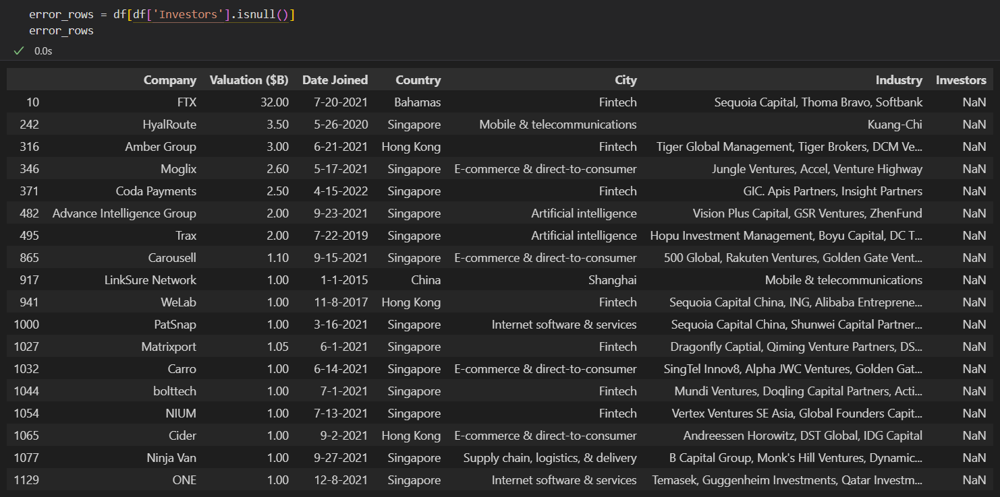 error_rows = df[df['Investors'].isnull()]
error_rows
0.0s
Company Valuation ($B) Date Joined Country City Industry Investors
10 FTX 32.00 7-20-2021 Bahamas Fintech Sequoia Capital, Thoma Bravo, Softbank NaN
242 HyalRoute 3.50 5-26-2020 Singapore Mobile & telecommunications Kuang-Chi NaN
316 Amber Group 3.00 6-21-2021 Hong Kong Fintech Tiger Global Management, Tiger Brokers, DCM Ve... NaN
346 Moglix 2.60 5-17-2021 Singapore E-commerce & direct-to-consumer Jungle Ventures, Accel, Venture Highway NaN
371 Coda Payments 2.50 4-15-2022 Singapore Fintech GIC. Apis Partners, Insight Partners NaN
482 Advance Intelligence Group 2.00 9-23-2021 Singapore Artificial intelligence Vision Plus Capital, GSR Ventures, ZhenFund NaN
495 Trax 2.00 7-22-2019 Singapore Artificial intelligence Hopu Investment Management, Boyu Capital, DC T... NaN
865 Carousell 1.10 9-15-2021 Singapore E-commerce & direct-to-consumer 500 Global, Rakuten Ventures, Golden Gate Vent... NaN
917 LinkSure Network 1.00 1-1-2015 China Shanghai Mobile & telecommunications NaN
941 WeLab 1.00 11-8-2017 Hong Kong Fintech Sequoia Capital China, ING, Alibaba Entreprene... NaN
1000 PatSnap 1.00 3-16-2021 Singapore Internet software & services Sequoia Capital China, Shunwei Capital Partner... NaN
1027 Matrixport 1.05 6-1-2021 Singapore Fintech Dragonfly Captial, Qiming Venture Partners, DS... NaN
1032 Carro 1.00 6-14-2021 Singapore E-commerce & direct-to-consumer SingTel Innov8, Alpha JWC Ventures, Golden Gat... NaN
1044 bolttech 1.00 7-1-2021 Singapore Fintech Mundi Ventures, Doqling Capital Partners, Acti... NaN
1054 NIUM 1.00 7-13-2021 Singapore Fintech Vertex Ventures SE Asia, Global Founders Capit... NaN
1065 Cider 1.00 9-2-2021 Hong Kong E-commerce & direct-to-consumer Andreessen Horowitz, DST Global, IDG Capital NaN
1077 Ninja Van 1.00 9-27-2021 Singapore Supply chain, logistics, & delivery B Capital Group, Monk's Hill Ventures, Dynamic... NaN
1129 ONE 1.00 12-8-2021 Singapore Internet software & services Temasek, Guggenheim Investments, Qatar Investm... NaN